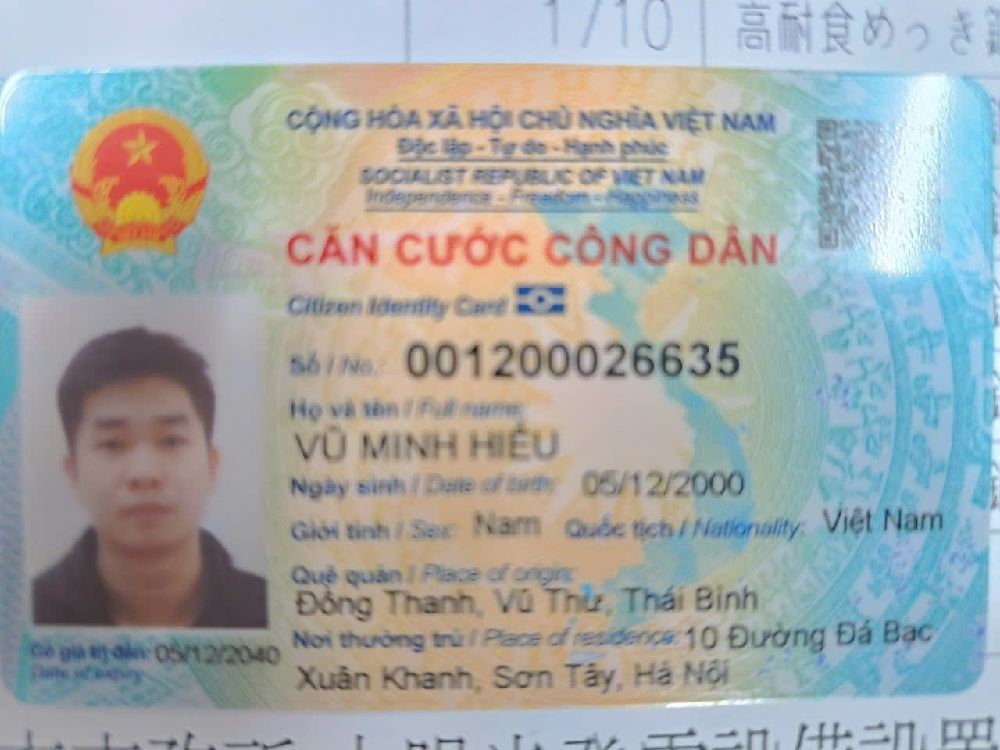 1/10 高耐食めっき
CỘNG HÒA XÃ HỘI CHỦ NGHĨA VIỆT NAM
Độc lập - Tự do - Hạnh phúc
SOCIALIST REPUBLIC OF VIET NAM
Independence - Freedom - Happiness
CĂN CƯỚC CÔNG DÂN
Citizen Identity Card
Số / No.: 001200026635
Họ và tên / Full name:
VŨ MINH HIẾU
Ngày sinh / Date of birth: 05/12/2000
Giới tính / Sex: Nam Quốc tịch / Nationality: Việt Nam
Quê quán / Place of origin:
Đồng Thanh, Vũ Thư, Thái Bình
Nơi thường trú / Place of residence: 10 Đường Đá Bạc
Xuân Khanh, Sơn Tây, Hà Nội
Có giá trị đến: 05/12/2040
Date of expiry